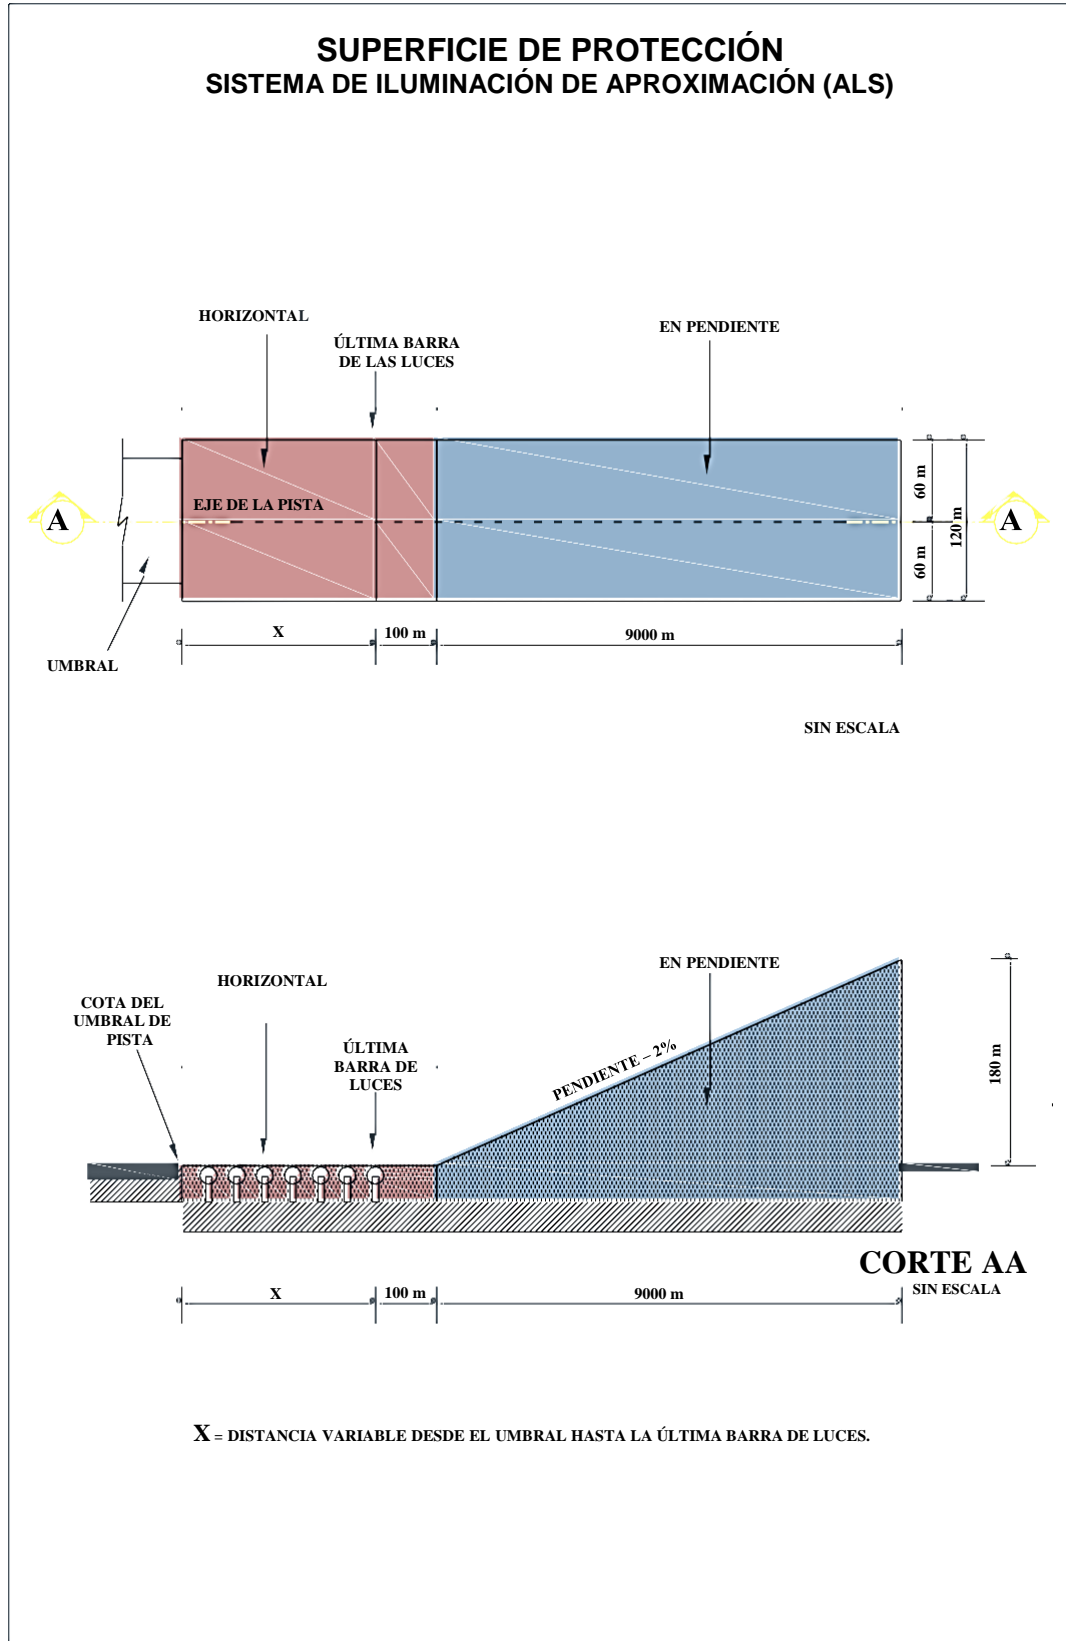 SUPERFICIE DE PROTECCIÓN
SISTEMA DE ILUMINACIÓN DE APROXIMACIÓN (ALS)
HORIZONTAL
ÚLTIMA BARRA
DE LAS LUCES
EN PENDIENTE
EJE DE LA PISTA
A
A
60 m
60 m
120 m
X
100 m
9000 m
UMBRAL
SIN ESCALA
EN PENDIENTE
HORIZONTAL
COTA DEL
UMBRAL DE
PISTA
ÚLTIMA
BARRA DE
LUCES
PENDIENTE – 2%
180 m
CORTE AA
SIN ESCALA
X
100 m
9000 m
X = DISTANCIA VARIABLE DESDE EL UMBRAL HASTA LA ÚLTIMA BARRA DE LUCES.